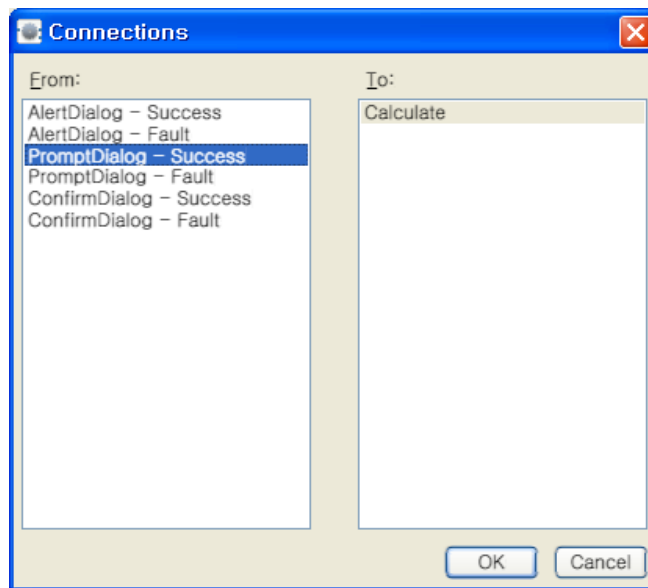 Connections
From:
To:
AlertDialog - Success
AlertDialog - Fault
PromptDialog - Success
PromptDialog - Fault
ConfirmDialog - Success
ConfirmDialog - Fault
Calculate
OK
Cancel